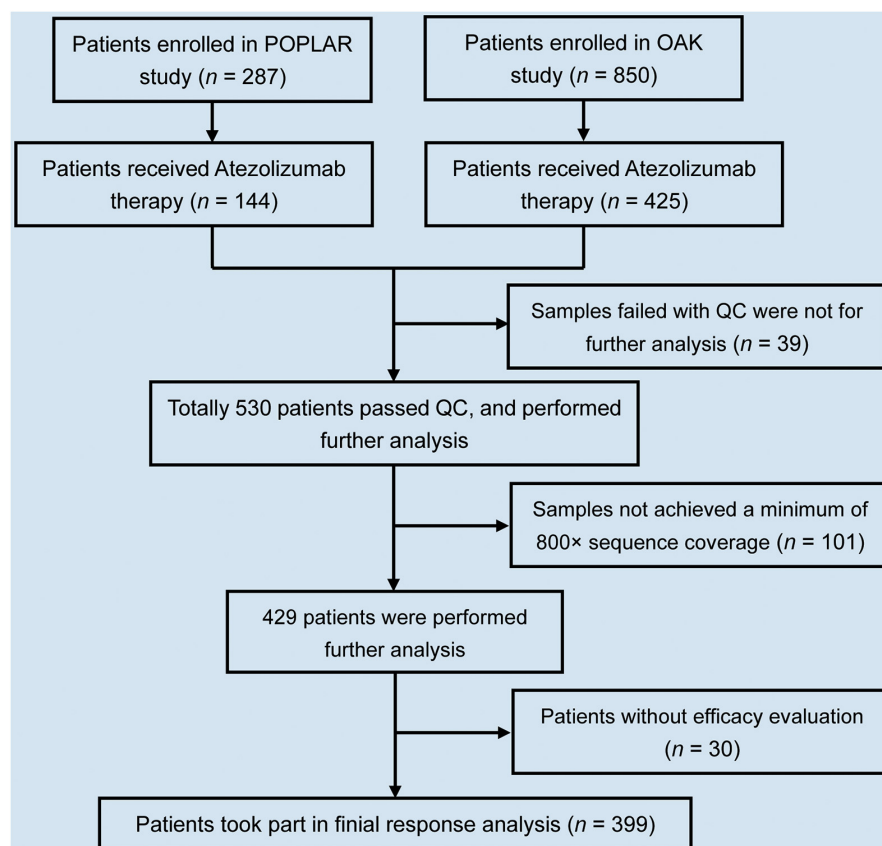 Patients enrolled in POPLAR
study (n = 287)
Patients enrolled in OAK
study (n = 850)
Patients received Atezolizumab
therapy (n = 144)
Patients received Atezolizumab
therapy (n = 425)
Samples failed with QC were not for
further analysis (n = 39)
Totally 530 patients passed QC, and performed
further analysis
Samples not achieved a minimum of
800× sequence coverage (n = 101)
429 patients were performed
further analysis
Patients without efficacy evaluation
(n = 30)
Patients took part in finial response analysis (n = 399)